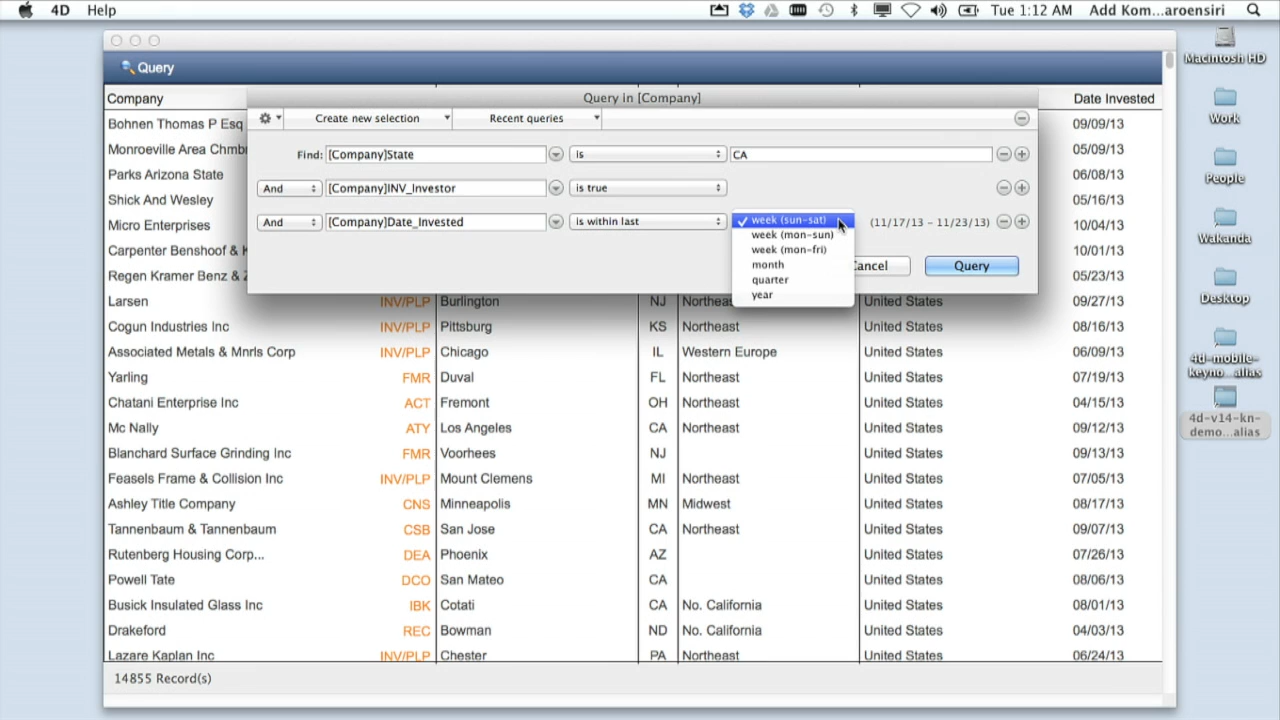 4D Help Tue 1:12 AM Add Kom...aroensiri
Query
Company Date Invested
Query in [Company]
Create new selection Recent queries
Find: [Company]State is CA
And [Company]INV_Investor is true
And [Company]Date_Invested is within last week (sun-sat) (11/17/13 - 11/23/13)
week (mon-sun)
week (mon-fri)
month
quarter
year
Cancel Query
Bohnen Thomas P Esq 09/09/13
Monroeville Area Chmbr 09/09/13
Parks Arizona State 06/08/13
Shick And Wesley 05/16/13
Micro Enterprises 10/04/13
Carpenter Benshoof & K 10/01/13
Regen Kramer Benz & Z 05/23/13
Larsen INV/PLP Burlington NJ Northeast United States 09/27/13
Cogun Industries Inc INV/PLP Pittsburg KS Northeast United States 08/16/13
Associated Metals & Mnrls Corp INV/PLP Chicago IL Western Europe United States 06/09/13
Yarling FMR Duval FL Northeast United States 07/19/13
Chatani Enterprise Inc ACT Fremont OH Northeast United States 04/15/13
Mc Nally ATY Los Angeles CA Northeast United States 09/12/13
Blanchard Surface Grinding Inc FMR Voorhees NJ United States 09/13/13
Feasels Frame & Collision Inc INV/PLP Mount Clemens MI Northeast United States 07/05/13
Ashley Title Company CNS Minneapolis MN Midwest United States 08/17/13
Tannenbaum & Tannenbaum CSB San Jose CA Northeast United States 09/07/13
Rutenberg Housing Corp... DEA Phoenix AZ United States 07/26/13
Powell Tate DCO San Mateo CA United States 08/06/13
Busick Insulated Glass Inc IBK Cotati CA No. California United States 08/01/13
Drakeford REC Bowman ND No. California United States 04/03/13
Lazare Kaplan Inc INV/PLP Chester PA Northeast United States 06/24/13
14855 Record(s)
Macintosh HD
Work
People
Wakanda
Desktop
4d-mobile-
keyno...alias
4d-v14-kn-
demo...alias